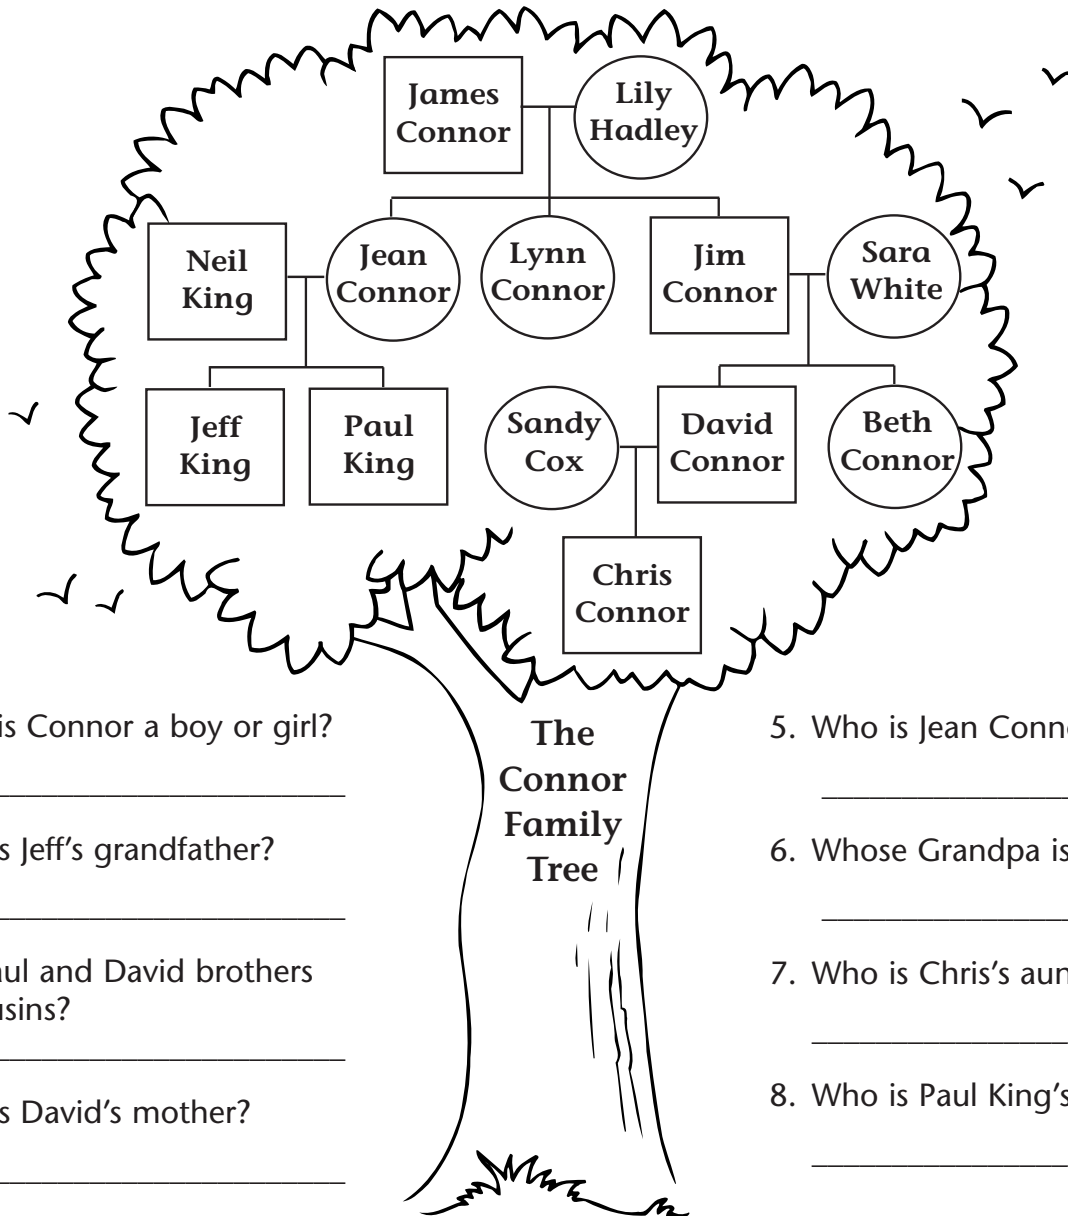 James
Connor
Lily
Hadley
Neil
King
Jean
Connor
Lynn
Connor
Jim
Connor
Sara
White
Jeff
King
Paul
King
Sandy
Cox
David
Connor
Beth
Connor
Chris
Connor
The
Connor
Family
Tree
is Connor a boy or girl?
s Jeff's grandfather?
aul and David brothers
usins?
s David's mother?
5. Who is Jean Conn
6. Whose Grandpa is
7. Who is Chris's aun
8. Who is Paul King's